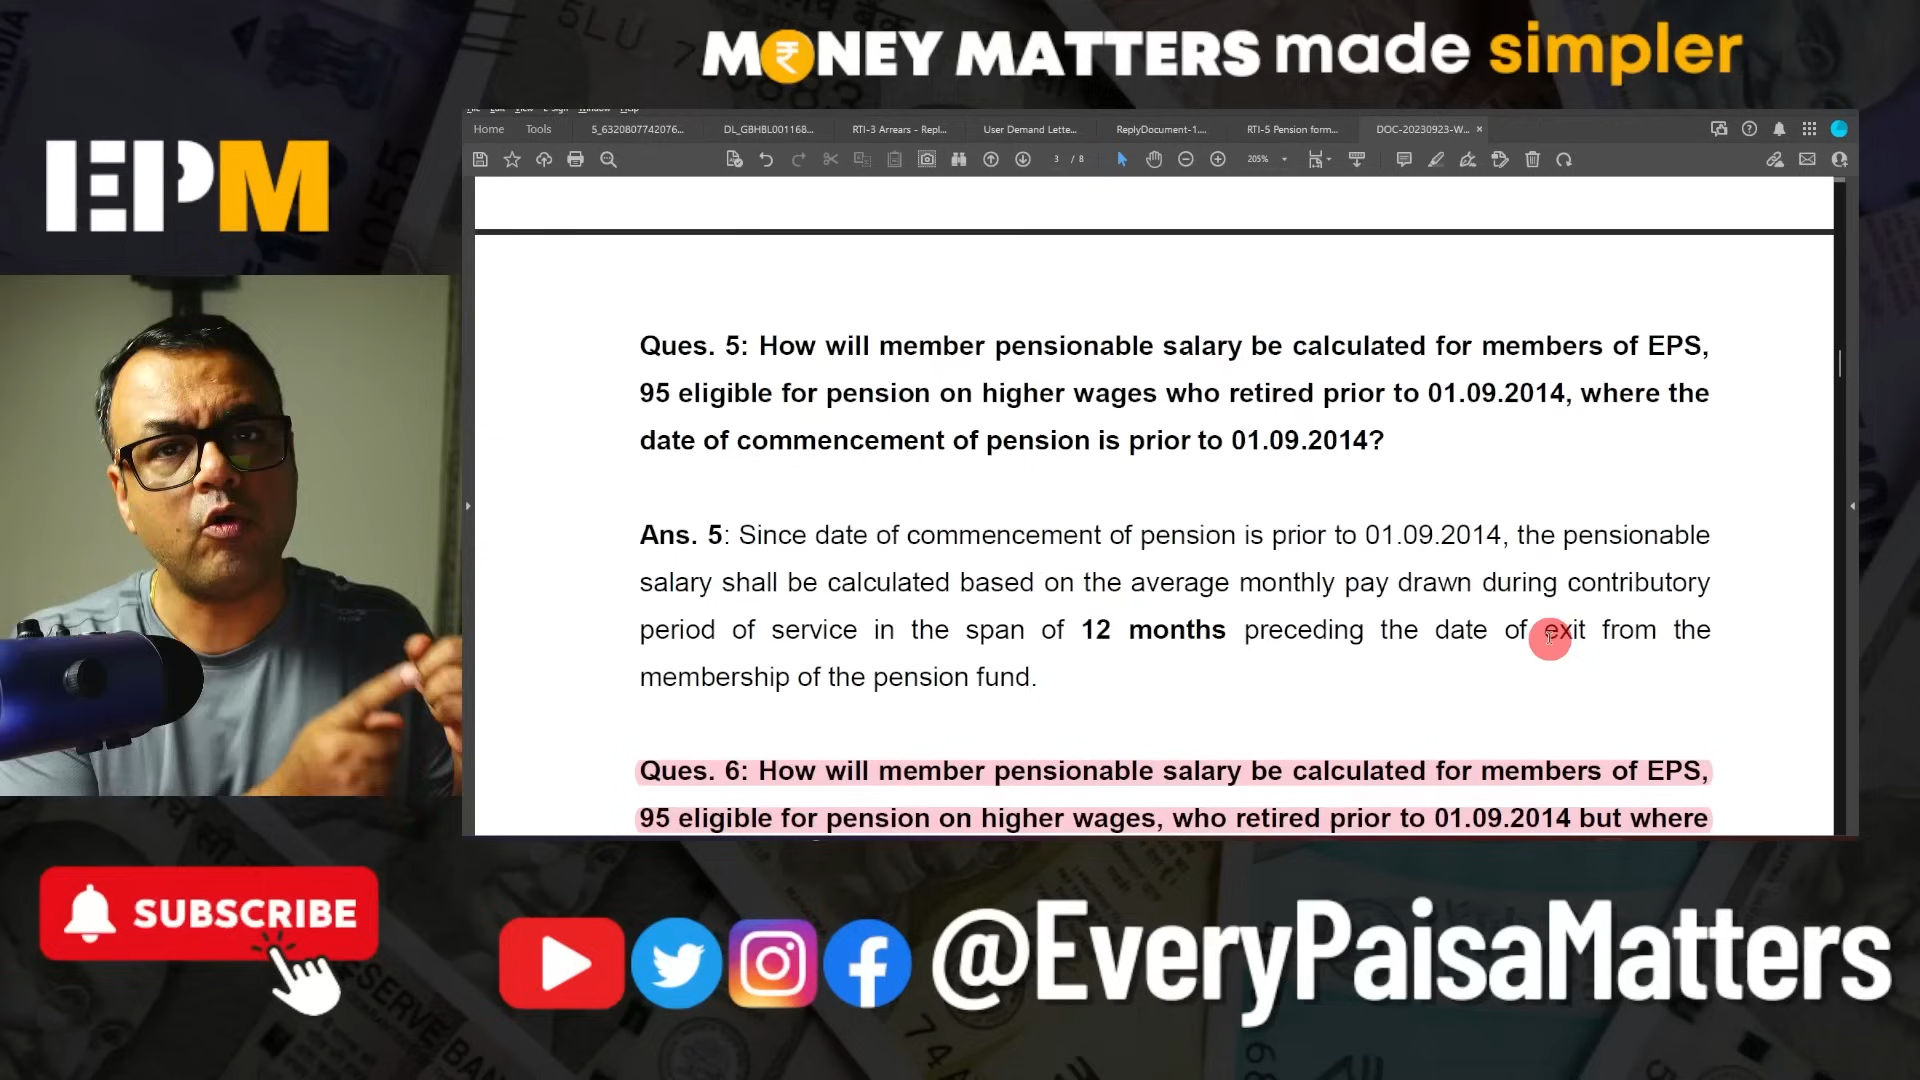 MONEY MATTERS made simpler
EPM
Home Tools 5_6320807742076... DL_GBHBL001168... RTI-3 Arrears - Repl... User Demand Lette... ReplyDocument-1.... RTI-5 Pension form... DOC-20230923-W... ×
3 / 8 205%
Ques. 5: How will member pensionable salary be calculated for members of EPS,
95 eligible for pension on higher wages who retired prior to 01.09.2014, where the
date of commencement of pension is prior to 01.09.2014?
Ans. 5: Since date of commencement of pension is prior to 01.09.2014, the pensionable
salary shall be calculated based on the average monthly pay drawn during contributory
period of service in the span of 12 months preceding the date of exit from the
membership of the pension fund.
Ques. 6: How will member pensionable salary be calculated for members of EPS,
95 eligible for pension on higher wages, who retired prior to 01.09.2014 but where
SUBSCRIBE
@EveryPaisaMatters